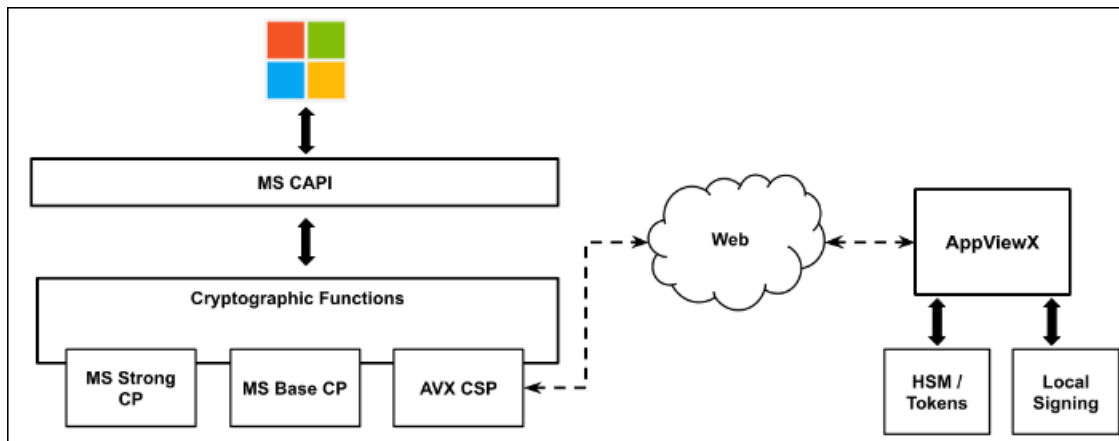 MS CAPI
Web
AppViewX
Cryptographic Functions
MS Strong
CP
MS Base CP
AVX CSP
HSM /
Tokens
Local
Signing